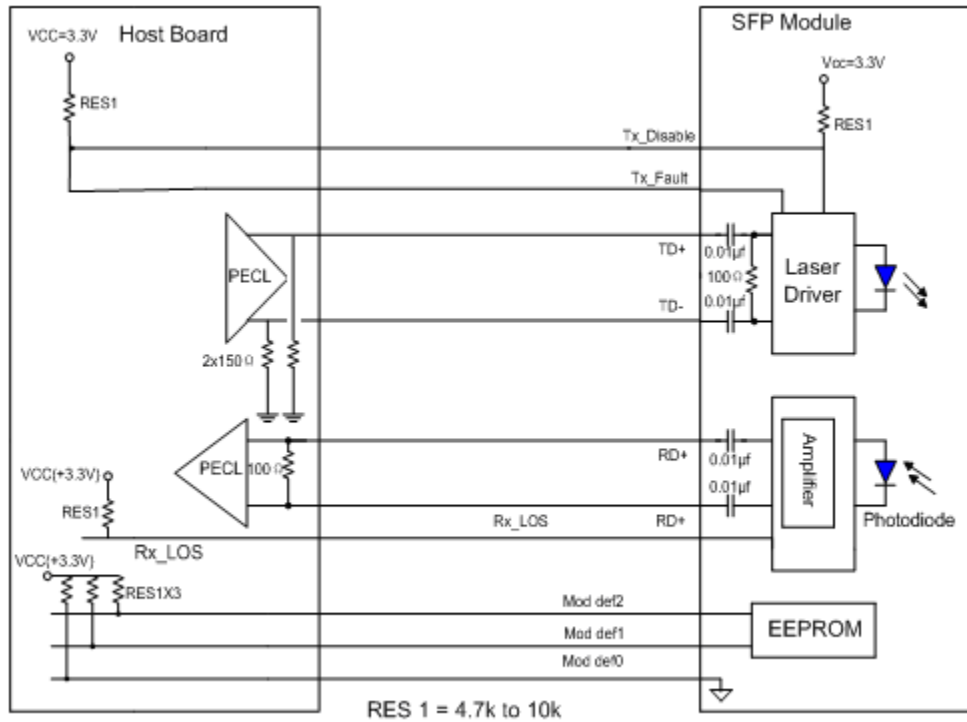 Host Board
SFP Module
VCC=3.3V
Vcc=3.3V
RES1
RES1
Tx_Disable
Tx_Fault
PECL
TD+
0.01μf
100Ω
Laser
Driver
TD-
0.01μf
2x150Ω
PECL
100Ω
RD+
0.01μf
Amplifier
VCC(+3.3V)
0.01μf
RES1
Rx_LOS
RD+
Photodiode
Rx_LOS
VCC(+3.3V)
RES1X3
Mod def2
EEPROM
Mod def1
Mod def0
RES 1 = 4.7k to 10k